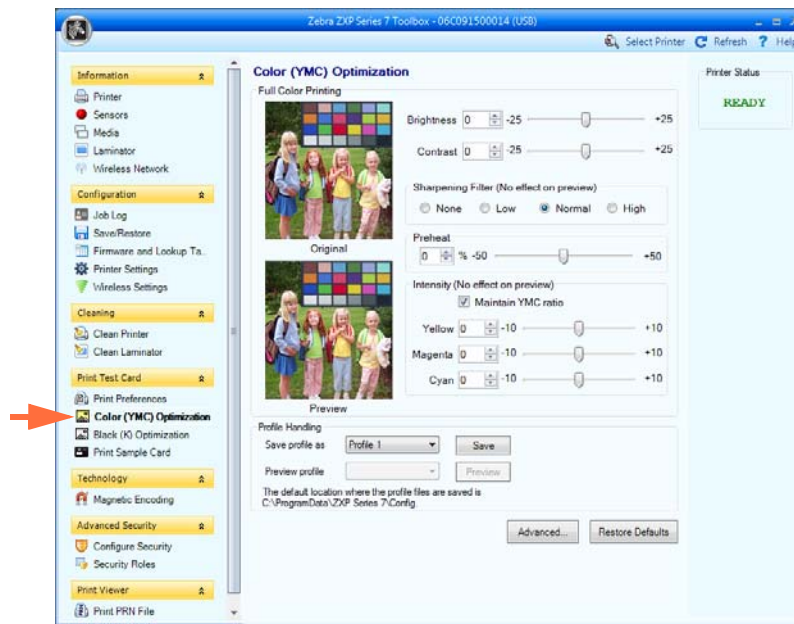 Zebra ZXP Series 7 Toolbox - 06C091500014 (USB)
Select Printer Refresh ? Help
Information
Printer
Sensors
Media
Laminator
Wireless Network
Configuration
Job Log
Save/Restore
Firmware and Lookup Ta..
Printer Settings
Wireless Settings
Cleaning
Clean Printer
Clean Laminator
Print Test Card
Print Preferences
Color (YMC) Optimization
Black (K) Optimization
Print Sample Card
Technology
Magnetic Encoding
Advanced Security
Configure Security
Security Roles
Print Viewer
Print PRN File
Color (YMC) Optimization
Full Color Printing
Original
Preview
Brightness 0 -25 +25
Contrast 0 -25 +25
Sharpening Filter (No effect on preview)
None Low Normal High
Preheat
0 % -50 +50
Intensity (No effect on preview)
Maintain YMC ratio
Yellow 0 -10 +10
Magenta 0 -10 +10
Cyan 0 -10 +10
Profile Handling
Save profile as Profile 1 Save
Preview profile Preview
The default location where the profile files are saved is
C:\ProgramData\ZXP Series 7\Config.
Advanced... Restore Defaults
Printer Status
READY